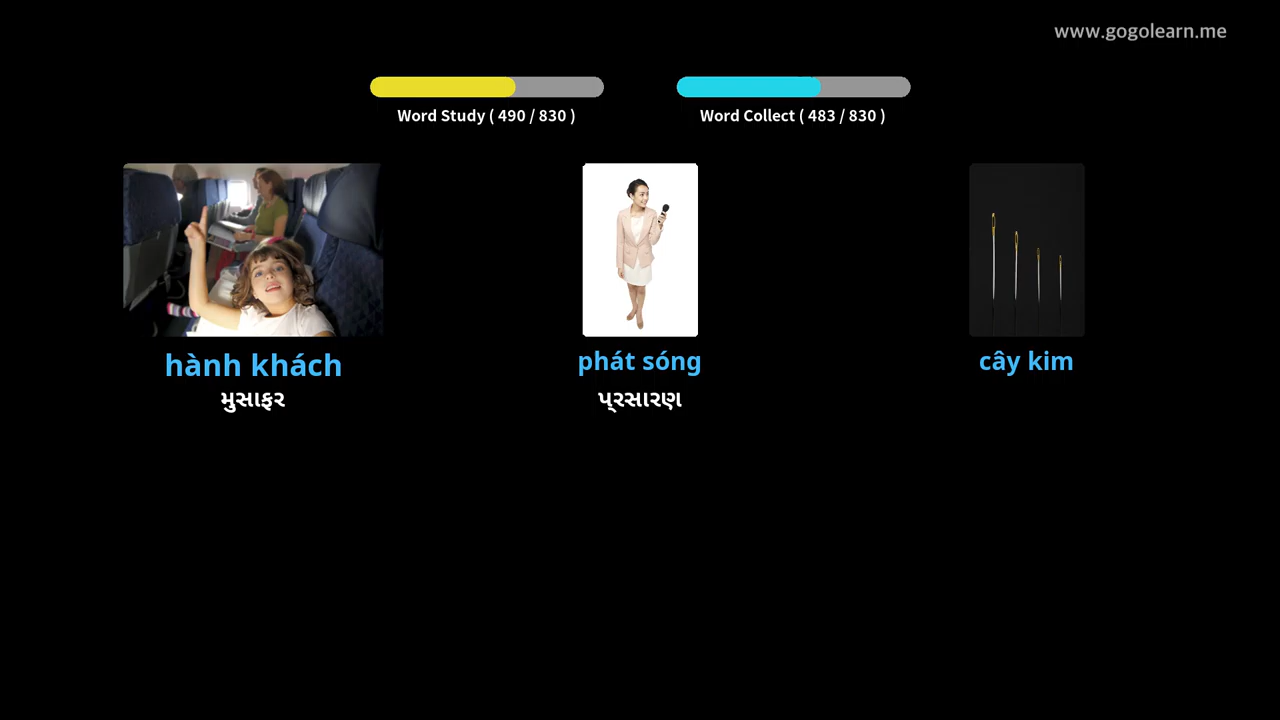 www.gogolearn.me
Word Study ( 490 / 830 )
Word Collect ( 483 / 830 )
hành khách
phát sóng
cây kim
મુસાફર
પ્રસારણ